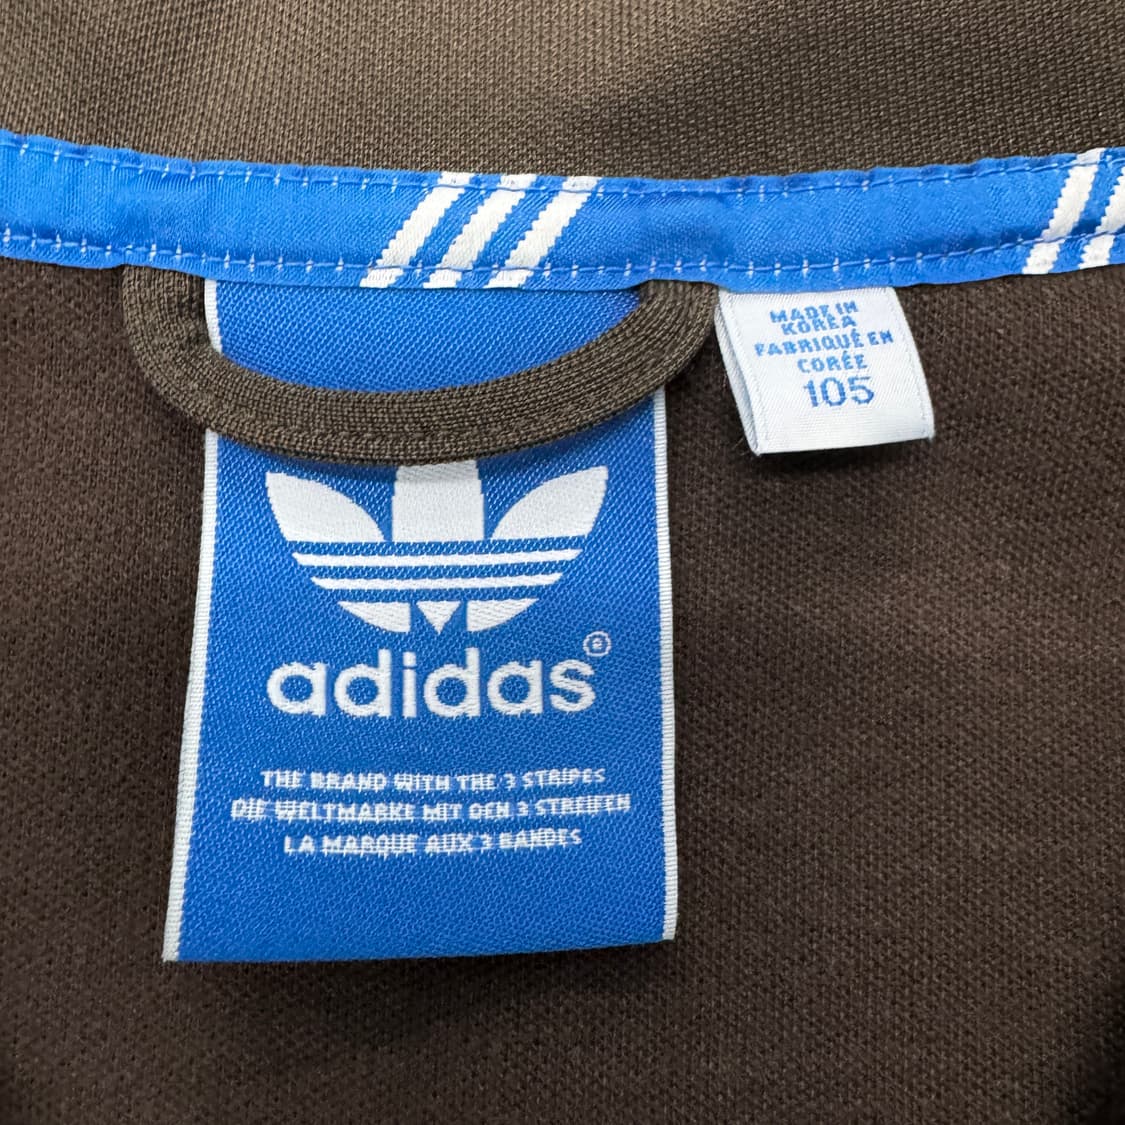 MADE IN
KOREA
FABRIQUÉ EN
CORÉE
105
adidas®
THE BRAND WITH THE 3 STRIPES
DIE WELTMARKE MIT DEN 3 STREIFEN
LA MARQUE AUX 3 BANDES